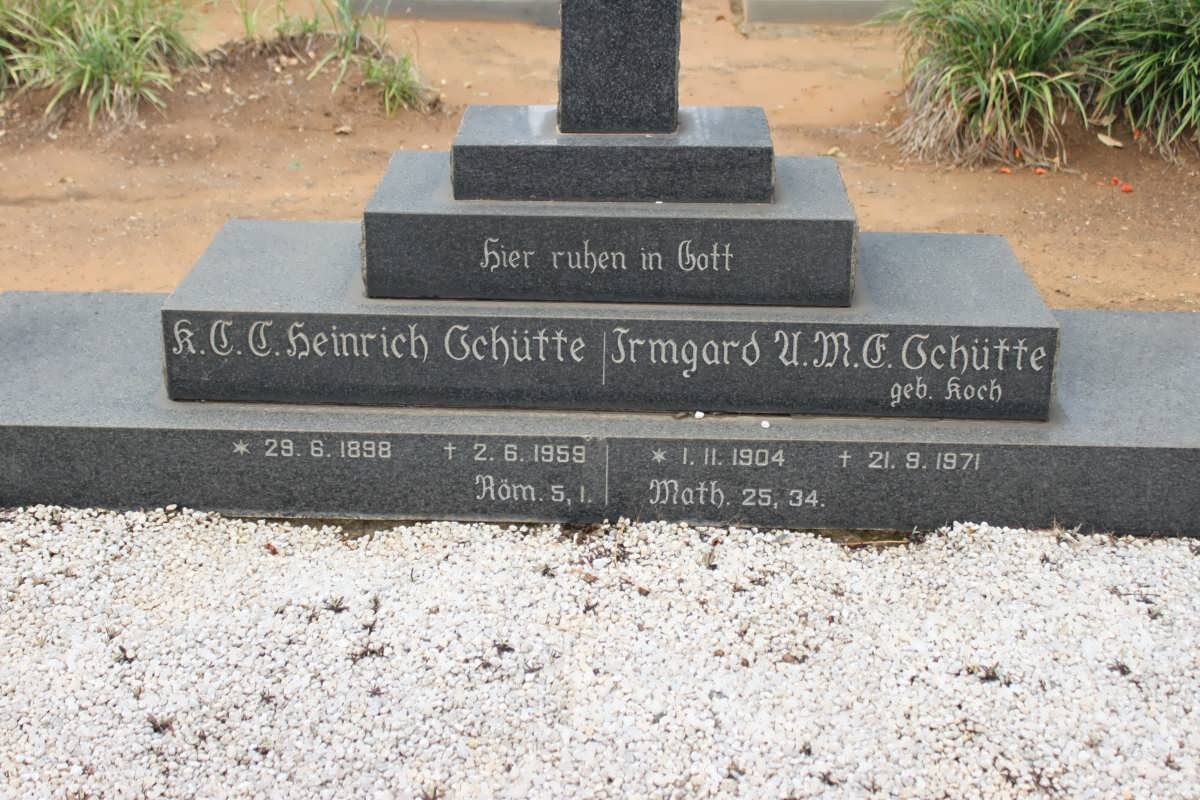 Hier ruhen in Gott
K. C. C. Heinrich Schütte
Irmgard A. M. E. Schütte
geb. Koch
* 29. 6. 1898 † 2. 6. 1959
Röm. 5, 1.
* 1. 11. 1904 † 21. 9. 1971
Math. 25, 34.